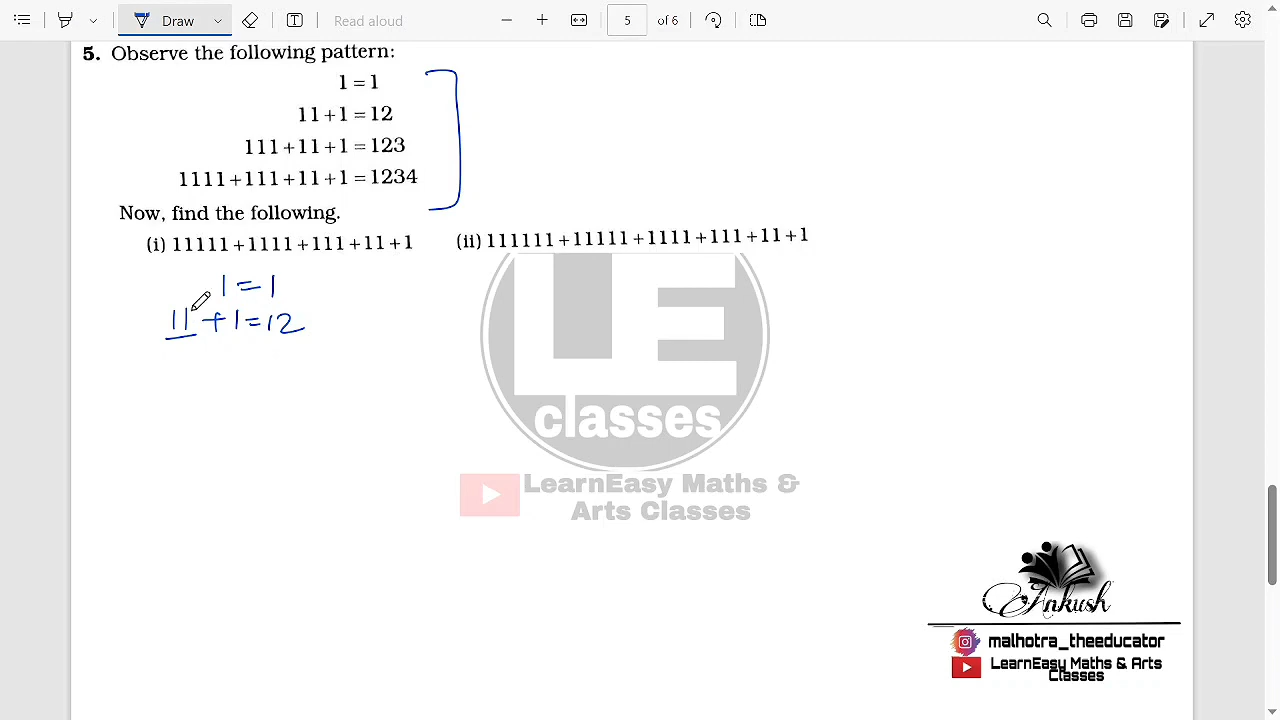 Draw
Read aloud
5 of 6
5. Observe the following pattern:
1 = 1
11 + 1 = 12
111 + 11 + 1 = 123
1111 + 111 + 11 + 1 = 1234
Now, find the following.
(i) 11111 + 1111 + 111 + 11 + 1 (ii) 111111 + 11111 + 1111 + 111 + 11 + 1
1 = 1
11 + 1 = 12
LE
classes
LearnEasy Maths &
Arts Classes
Ankush
malhotra_theeducator
LearnEasy Maths & Arts
Classes